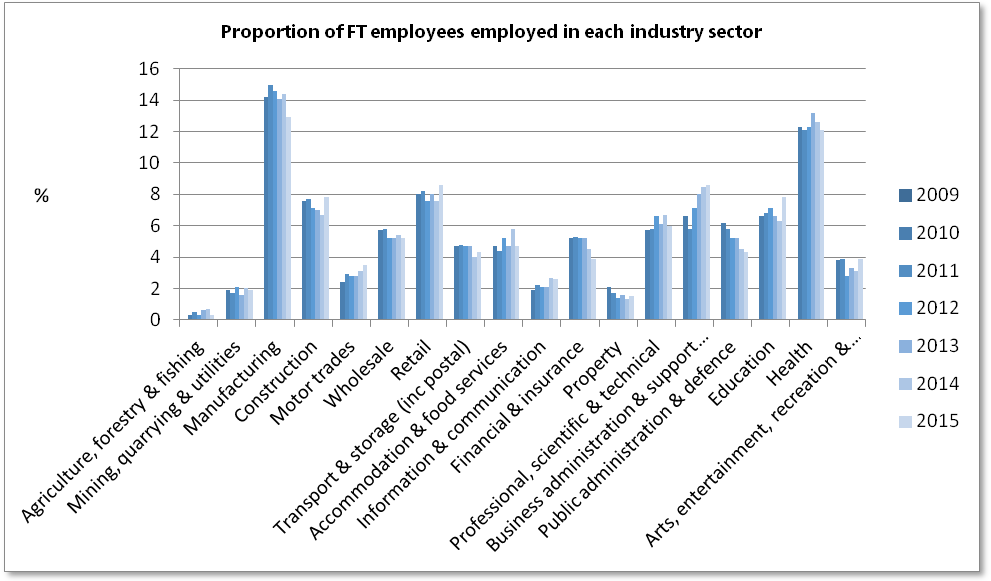 Proportion of FT employees employed in each industry sector
16
14
12
10
8
6
4
2
0
%
Agriculture, forestry & fishing
Mining, quarrying & utilities
Manufacturing
Construction
Motor trades
Wholesale
Retail
Transport & storage (inc postal)
Accommodation & food services
Information & communication
Financial & insurance
Property
Professional, scientific & technical
Business administration & support...
Public administration & defence
Education
Health
Arts, entertainment, recreation &...
2009
2010
2011
2012
2013
2014
2015